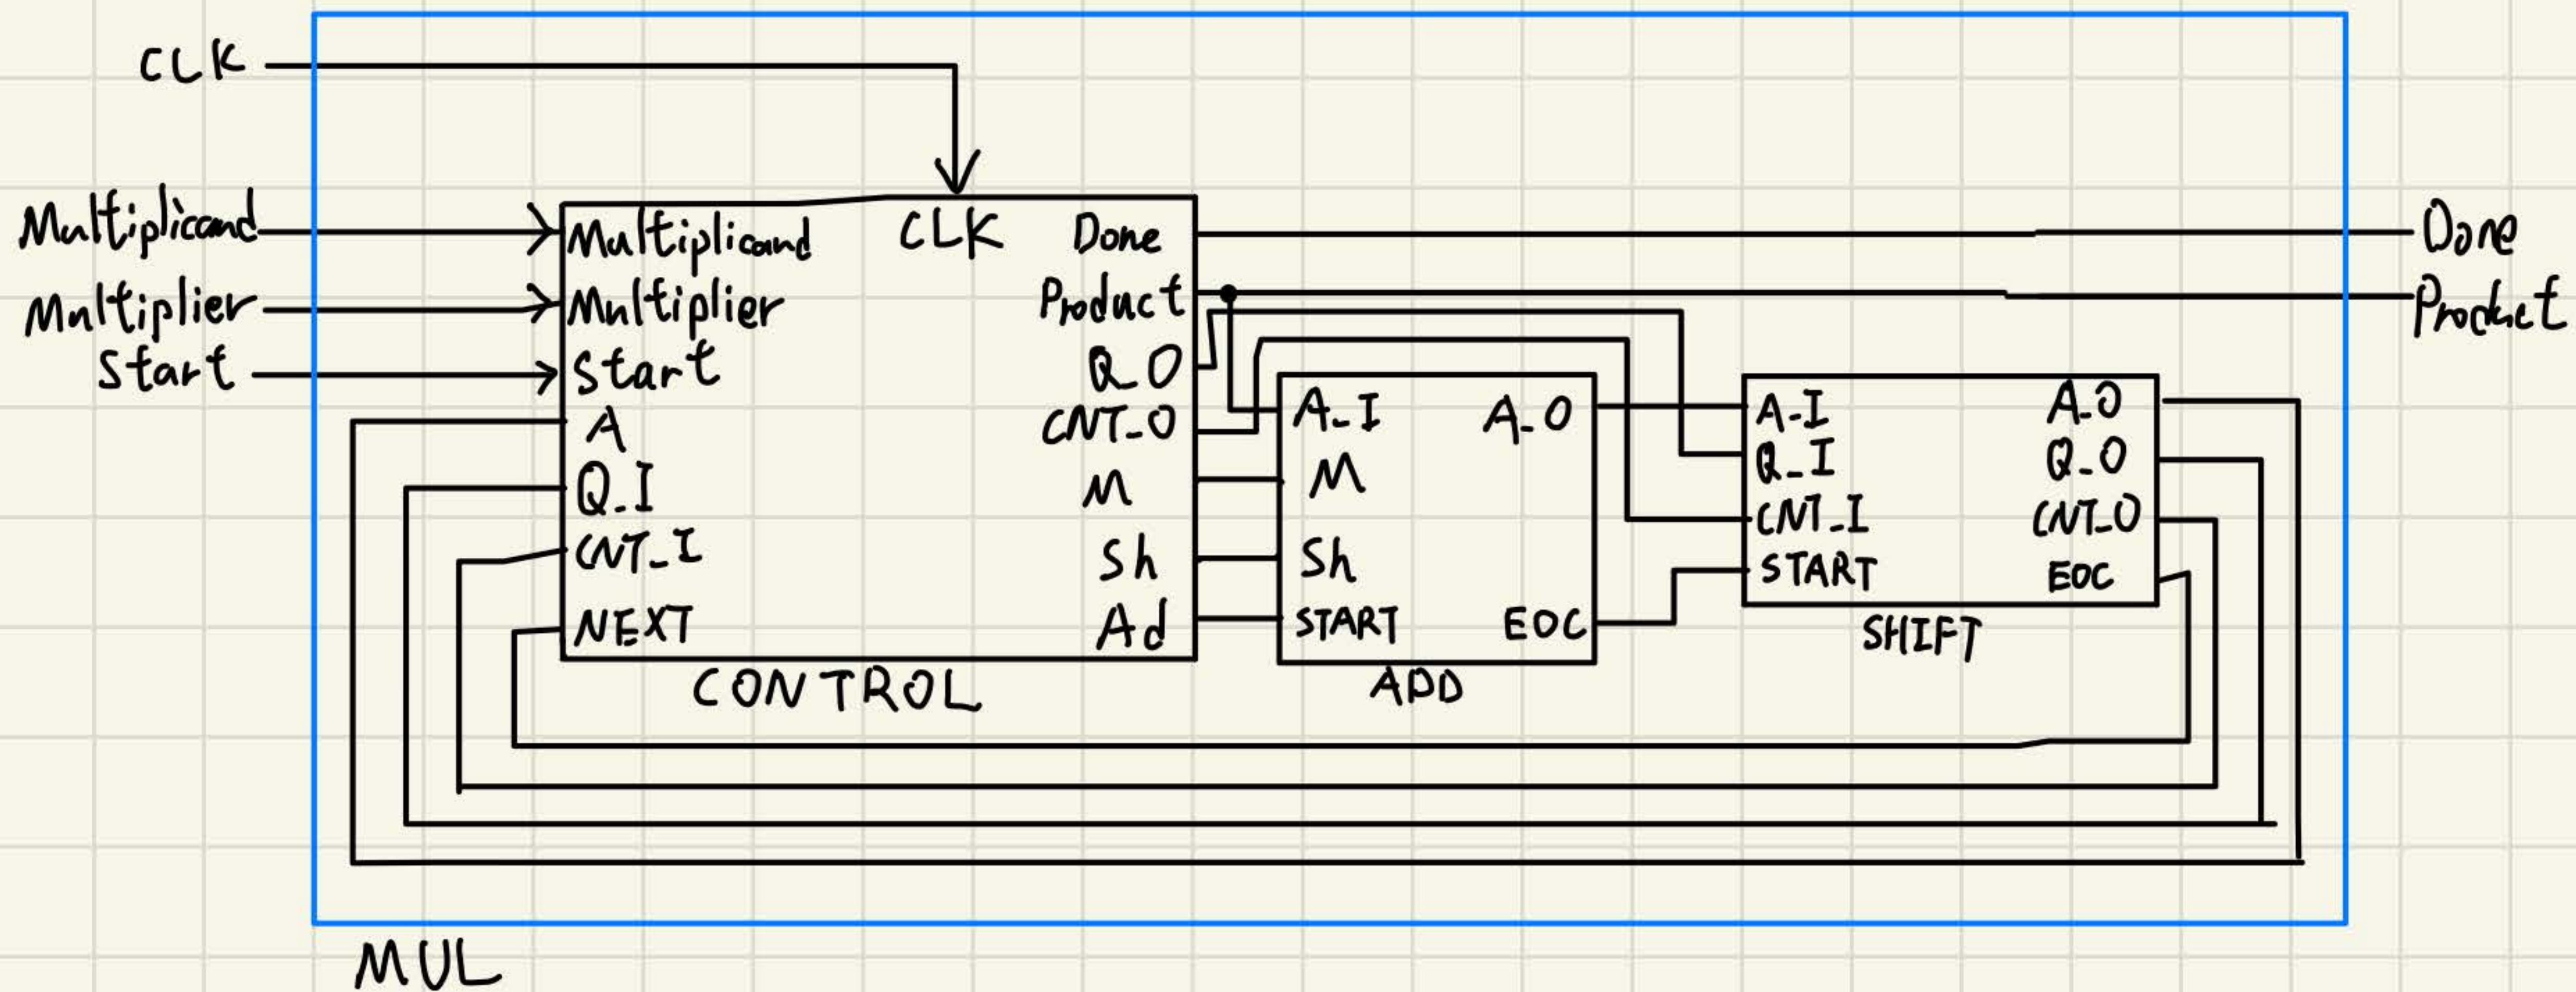 CLK
Multiplicand
Multiplier
Start
Multiplicand CLK Done
Multiplier Product
Start Q_O
A CNT_O
Q_I M
CNT_I Sh
NEXT Ad
CONTROL
A_I A_O
M
Sh
START EOC
ADD
A_I A_O
Q_I Q_O
CNT_I CNT_O
START EOC
SHIFT
Done
Product
MUL